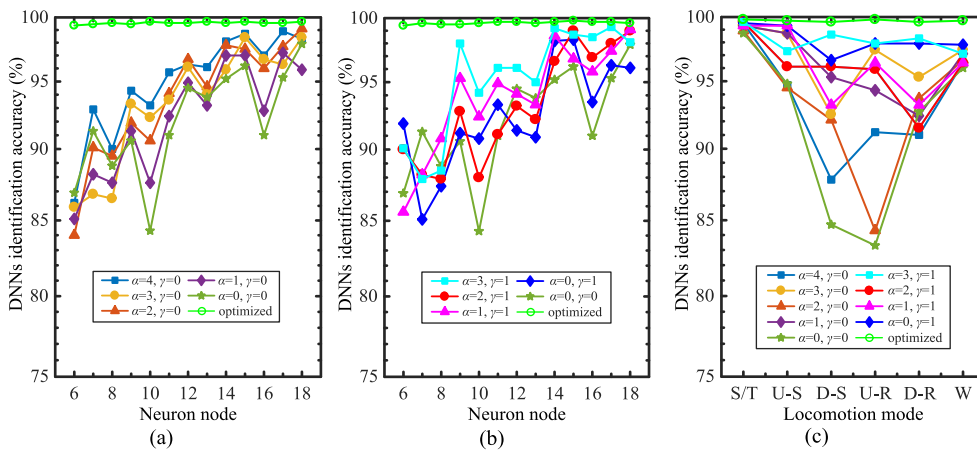 DNNs identification accuracy (%)
100
95
90
85
80
75
α=4, γ=0
α=3, γ=0
α=2, γ=0
α=1, γ=0
α=0, γ=0
optimized
6 8 10 12 14 16 18
Neuron node
(a)
DNNs identification accuracy (%)
100
95
90
85
80
75
α=3, γ=1
α=2, γ=1
α=1, γ=1
α=0, γ=1
α=0, γ=0
optimized
6 8 10 12 14 16 18
Neuron node
(b)
DNNs identification accuracy (%)
100
95
90
85
80
75
α=4, γ=0
α=3, γ=0
α=2, γ=0
α=1, γ=0
α=0, γ=0
α=3, γ=1
α=2, γ=1
α=1, γ=1
α=0, γ=1
optimized
S/T U-S D-S U-R D-R W
Locomotion mode
(c)